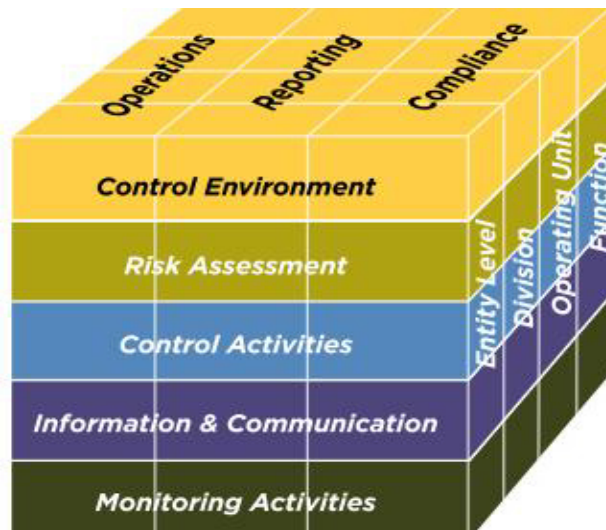 Operations
Reporting
Compliance
Control Environment
Risk Assessment
Control Activities
Information & Communication
Monitoring Activities
Entity Level
Division
Operating Unit
Function